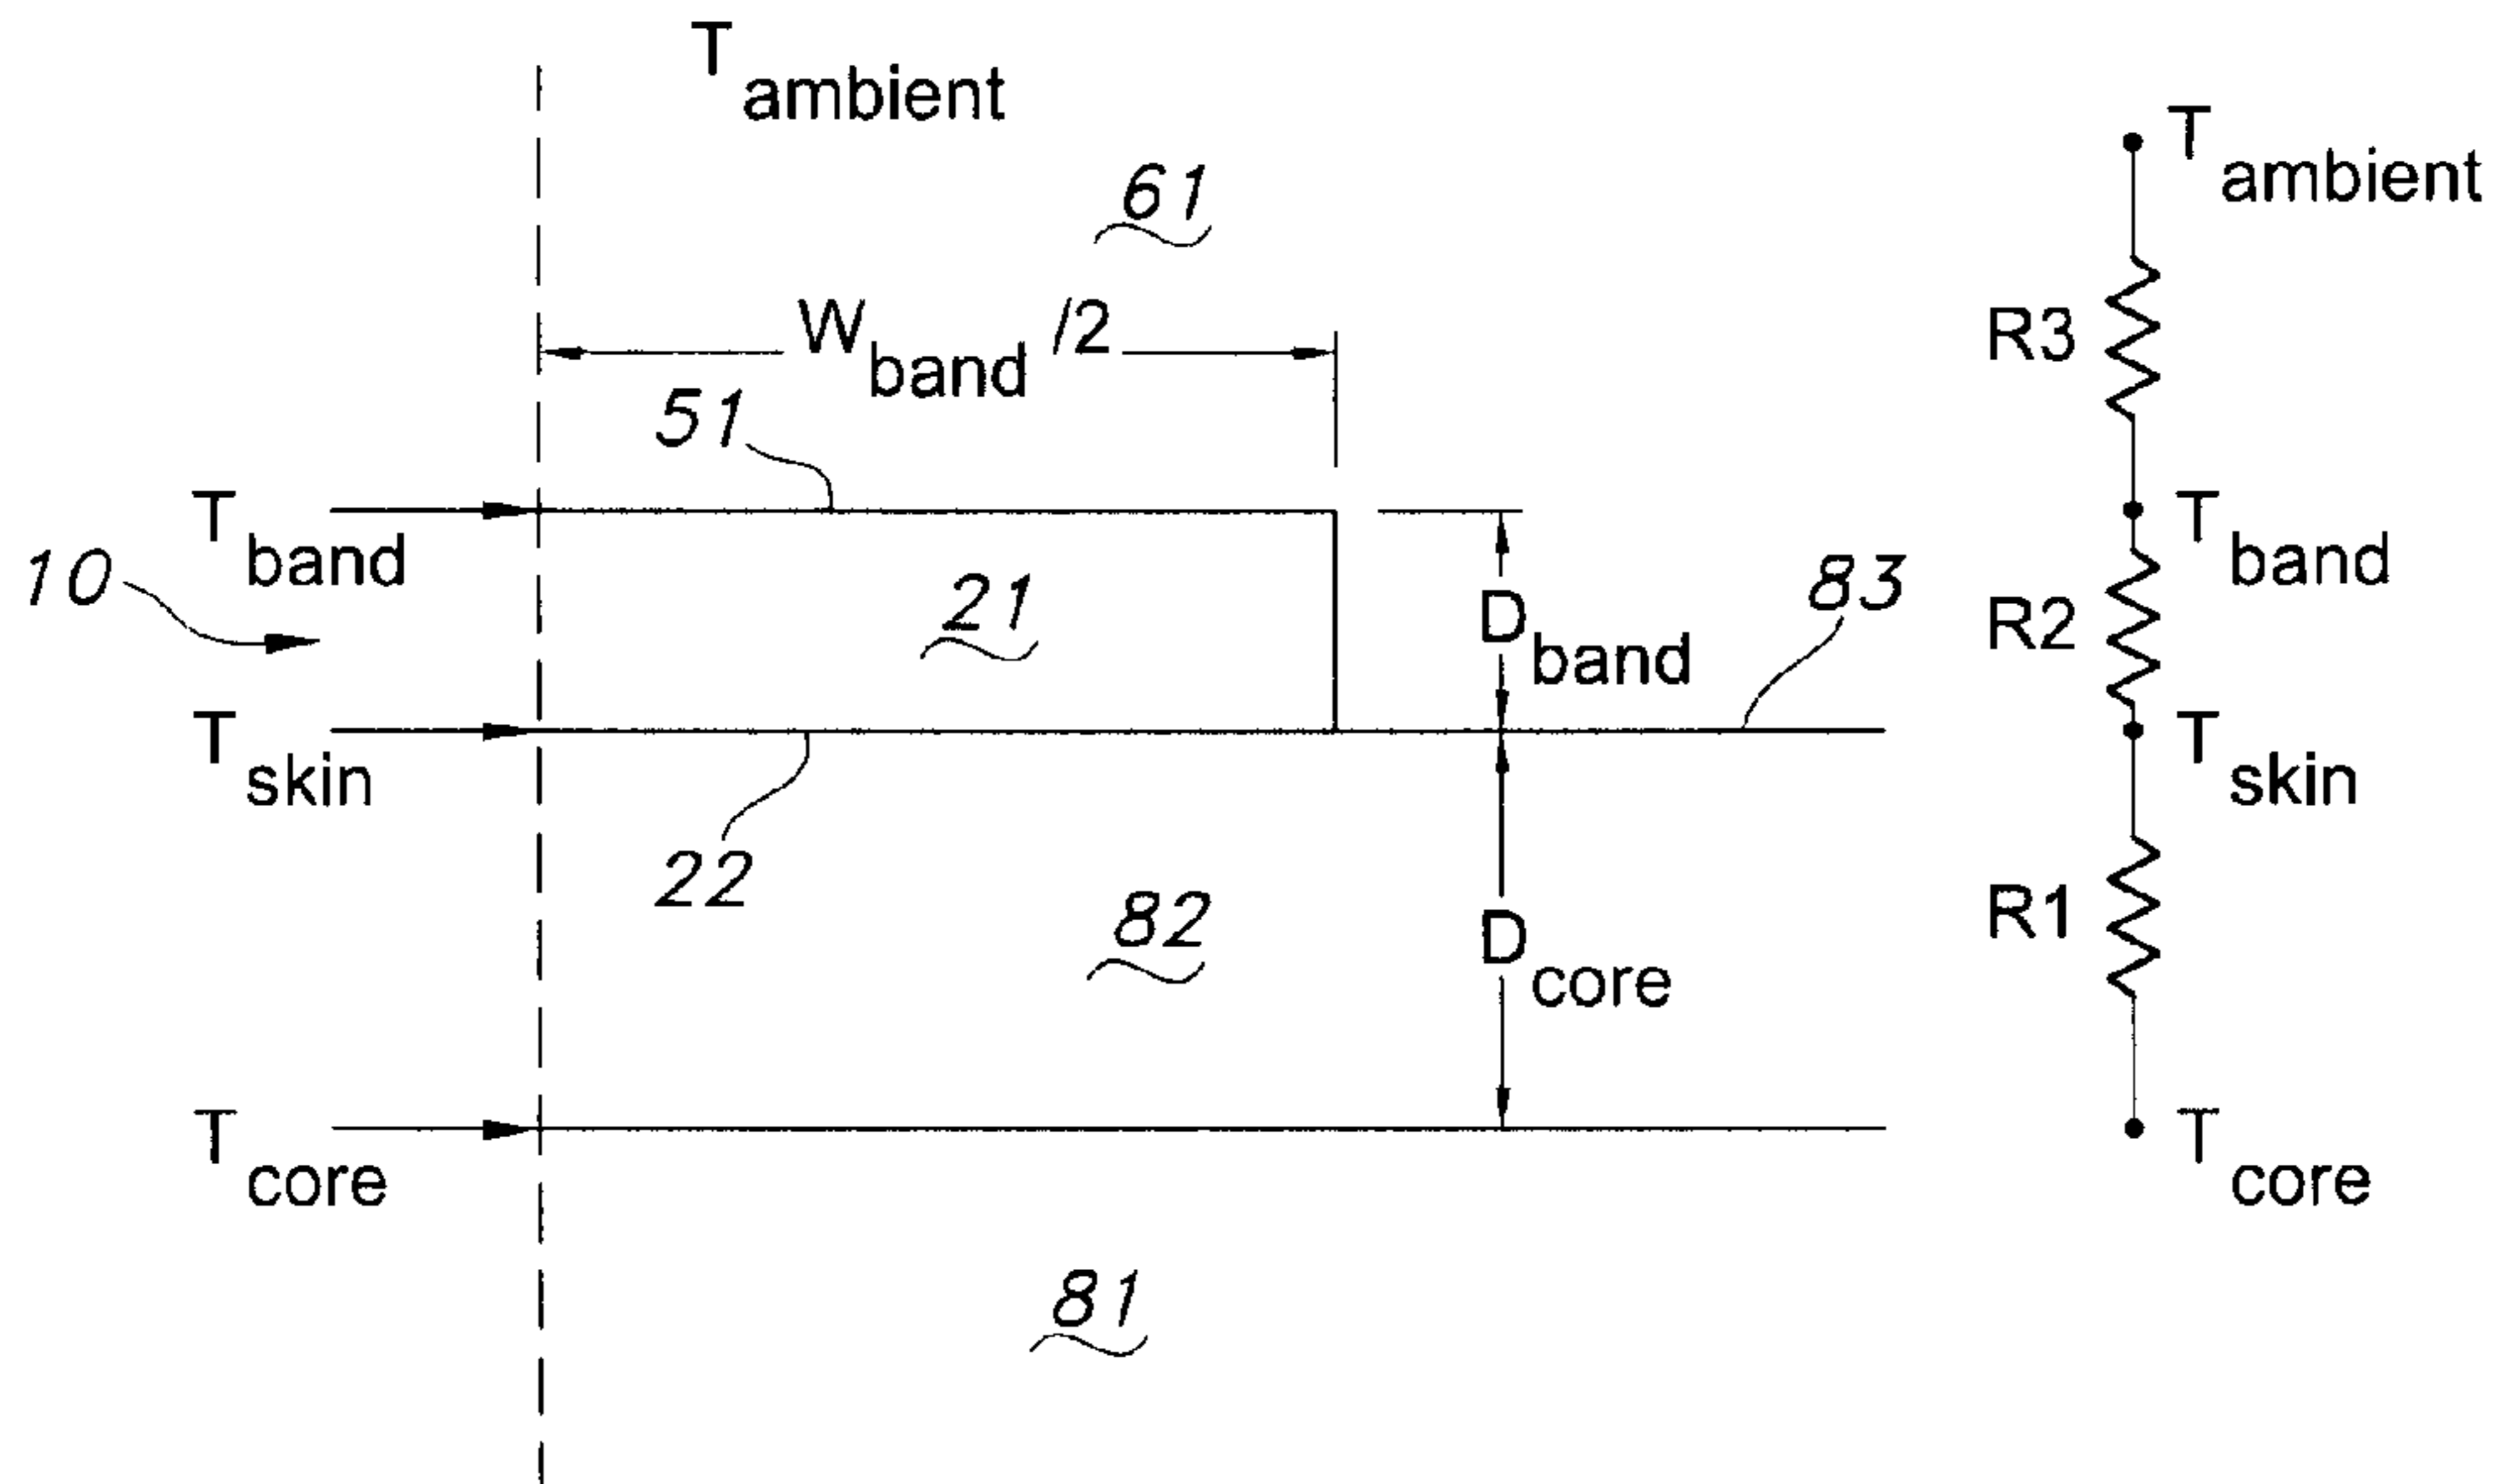 T ambient
61
W band /2
51
T band
10
21
D band
83
T skin
22
82
D core
T core
81
T ambient
R3
T band
R2
T skin
R1
T core